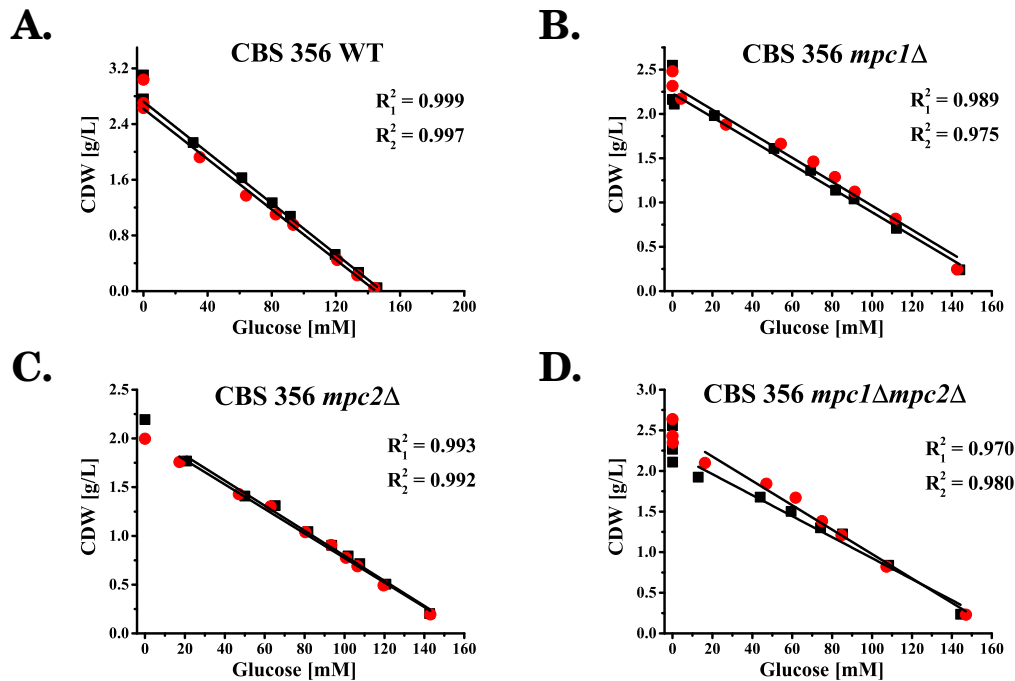 A.
CBS 356 WT
R₁² = 0.999
R₂² = 0.997
CDW [g/L]
3.2
2.4
1.6
0.8
0.0
0 40 80 120 160 200
Glucose [mM]
B.
CBS 356 mpc1Δ
R₁² = 0.989
R₂² = 0.975
CDW [g/L]
2.5
2.0
1.5
1.0
0.5
0.0
0 20 40 60 80 100 120 140 160
Glucose [mM]
C.
CBS 356 mpc2Δ
R₁² = 0.993
R₂² = 0.992
CDW [g/L]
2.5
2.0
1.5
1.0
0.5
0.0
0 20 40 60 80 100 120 140 160
Glucose [mM]
D.
CBS 356 mpc1Δmpc2Δ
R₁² = 0.970
R₂² = 0.980
CDW [g/L]
3.0
2.5
2.0
1.5
1.0
0.5
0.0
0 20 40 60 80 100 120 140 160
Glucose [mM]